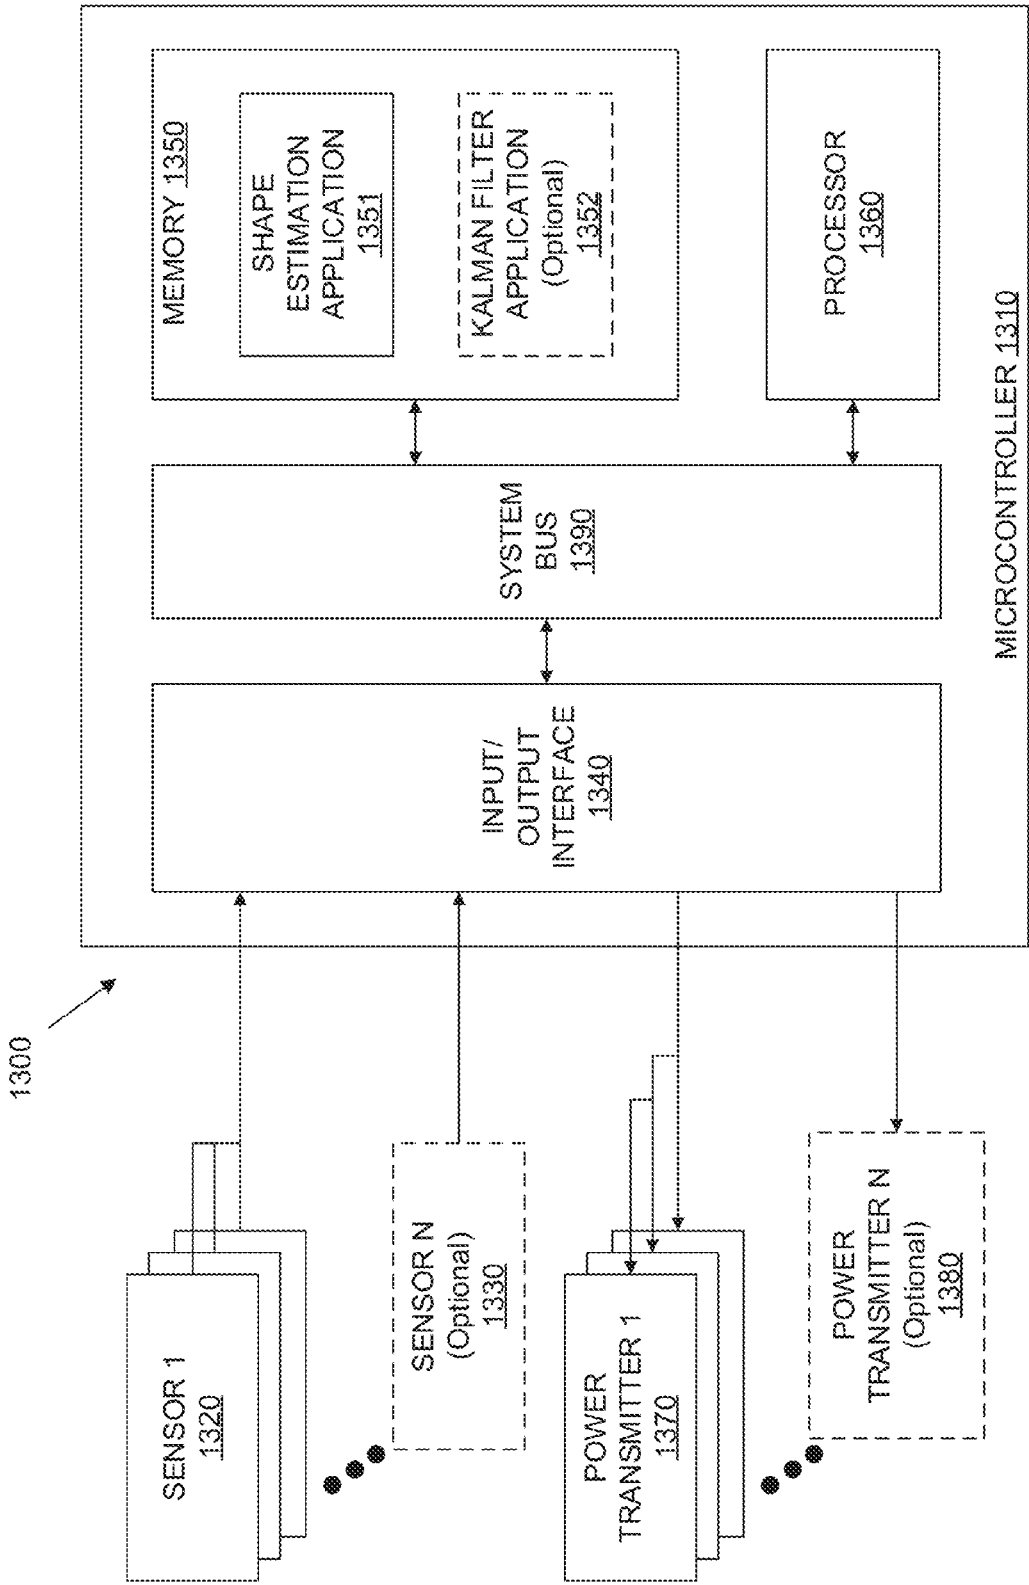 1300
SENSOR 1
1320
SENSOR N
(Optional)
1330
POWER
TRANSMITTER 1
1370
POWER
TRANSMITTER N
(Optional)
1380
INPUT/
OUTPUT
INTERFACE
1340
SYSTEM
BUS
1390
MEMORY 1350
SHAPE
ESTIMATION
APPLICATION
1351
KALMAN FILTER
APPLICATION
(Optional)
1352
PROCESSOR
1360
MICROCONTROLLER 1310